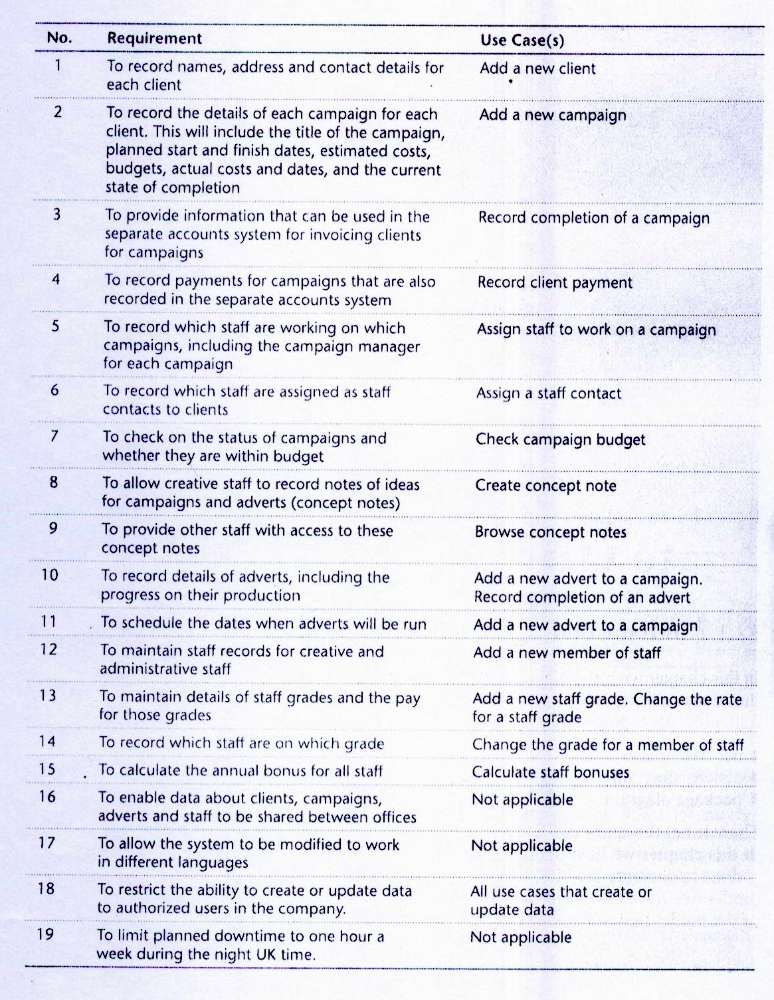 No. Requirement Use Case(s)
1 To record names, address and contact details for Add a new client
each client
2 To record the details of each campaign for each Add a new campaign
client. This will include the title of the campaign,
planned start and finish dates, estimated costs,
budgets, actual costs and dates, and the current
state of completion
3 To provide information that can be used in the Record completion of a campaign
separate accounts system for invoicing clients
for campaigns
4 To record payments for campaigns that are also Record client payment
recorded in the separate accounts system
5 To record which staff are working on which Assign staff to work on a campaign
campaigns, including the campaign manager
for each campaign
6 To record which staff are assigned as staff Assign a staff contact
contacts to clients
7 To check on the status of campaigns and Check campaign budget
whether they are within budget
8 To allow creative staff to record notes of ideas Create concept note
for campaigns and adverts (concept notes)
9 To provide other staff with access to these Browse concept notes
concept notes
10 To record details of adverts, including the Add a new advert to a campaign.
progress on their production Record completion of an advert
11 To schedule the dates when adverts will be run Add a new advert to a campaign
12 To maintain staff records for creative and Add a new member of staff
administrative staff
13 To maintain details of staff grades and the pay Add a new staff grade. Change the rate
for those grades for a staff grade
14 To record which staff are on which grade Change the grade for a member of staff
15 To calculate the annual bonus for all staff Calculate staff bonuses
16 To enable data about clients, campaigns, Not applicable
adverts and staff to be shared between offices
17 To allow the system to be modified to work Not applicable
in different languages
18 To restrict the ability to create or update data All use cases that create or
to authorized users in the company. update data
19 To limit planned downtime to one hour a Not applicable
week during the night UK time.